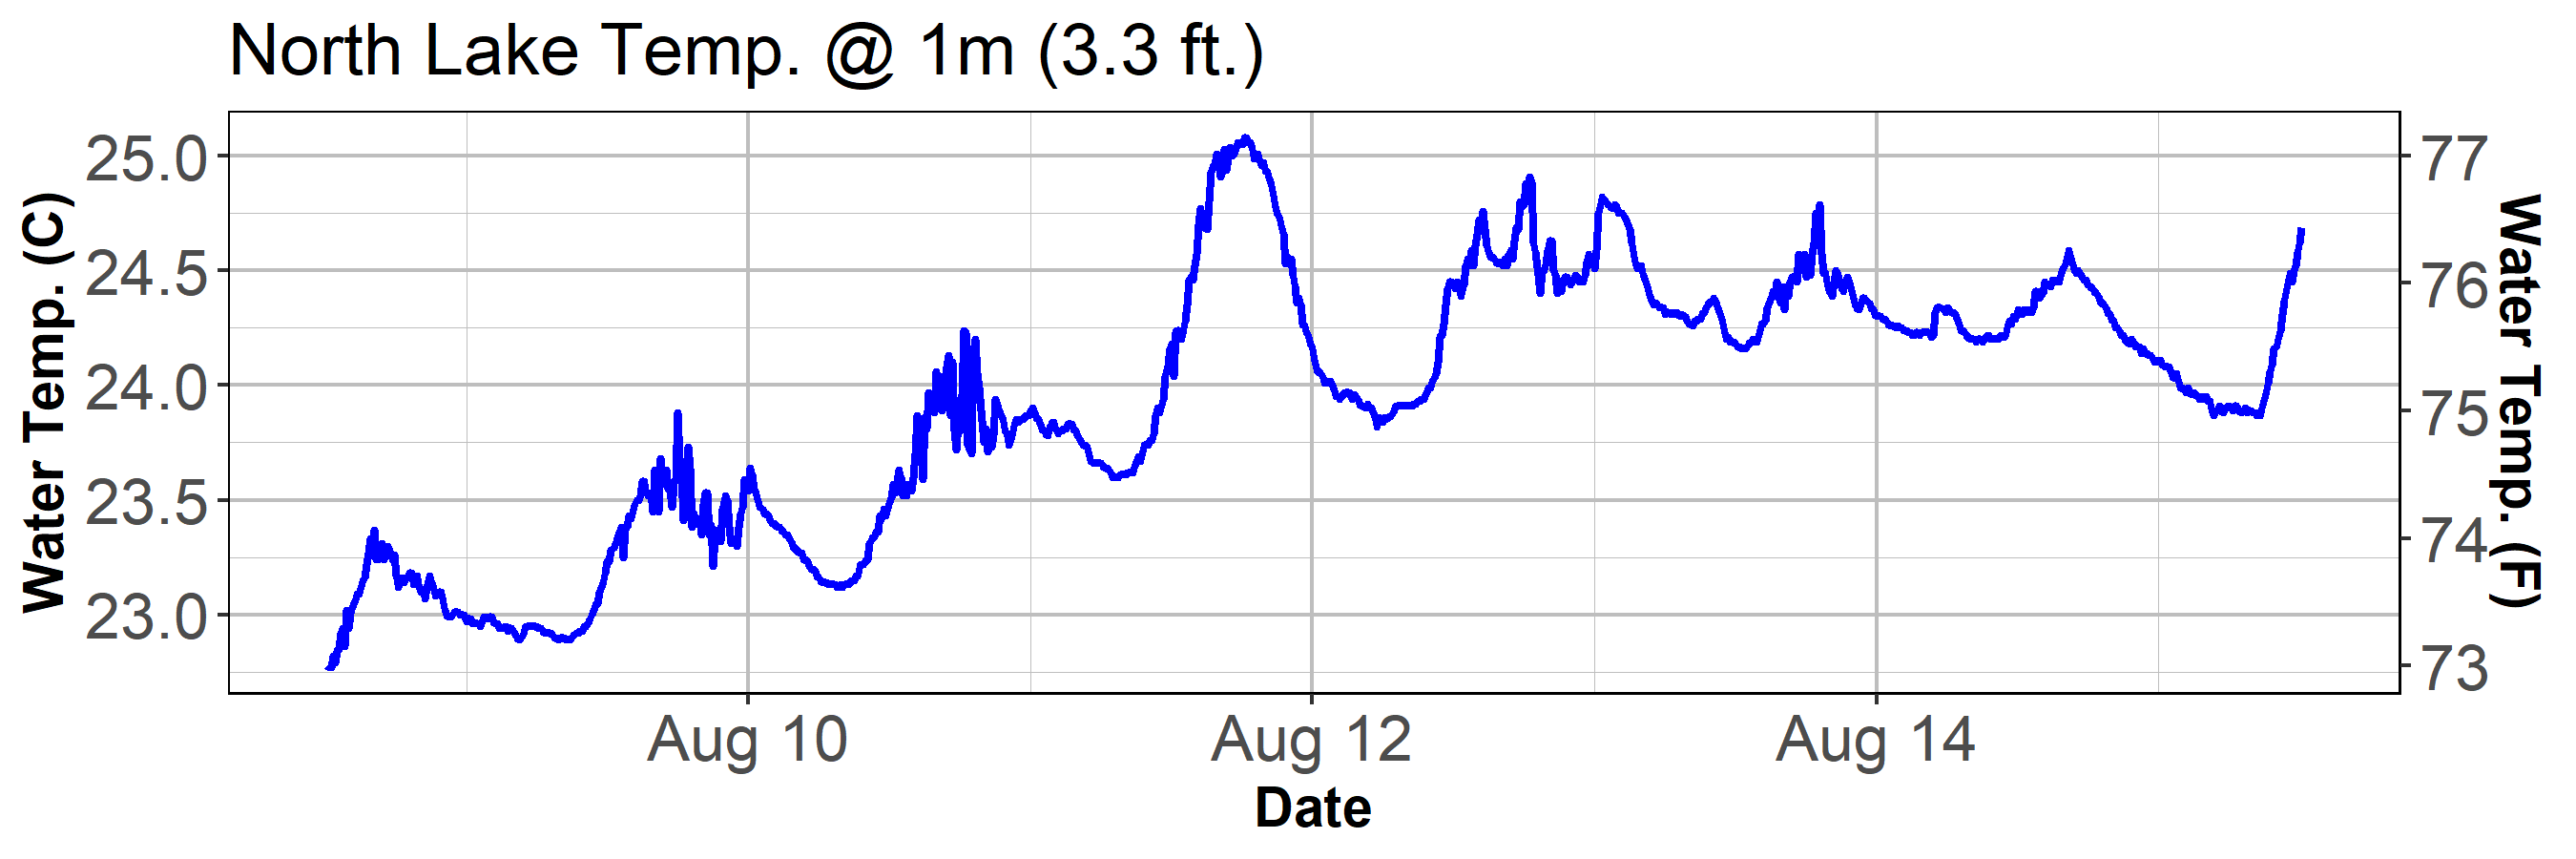 North Lake Temp. @ 1m (3.3 ft.)
Water Temp. (C)
25.0
24.5
24.0
23.5
23.0
77
76
75
74
73
Water Temp. (F)
Aug 10
Aug 12
Aug 14
Date